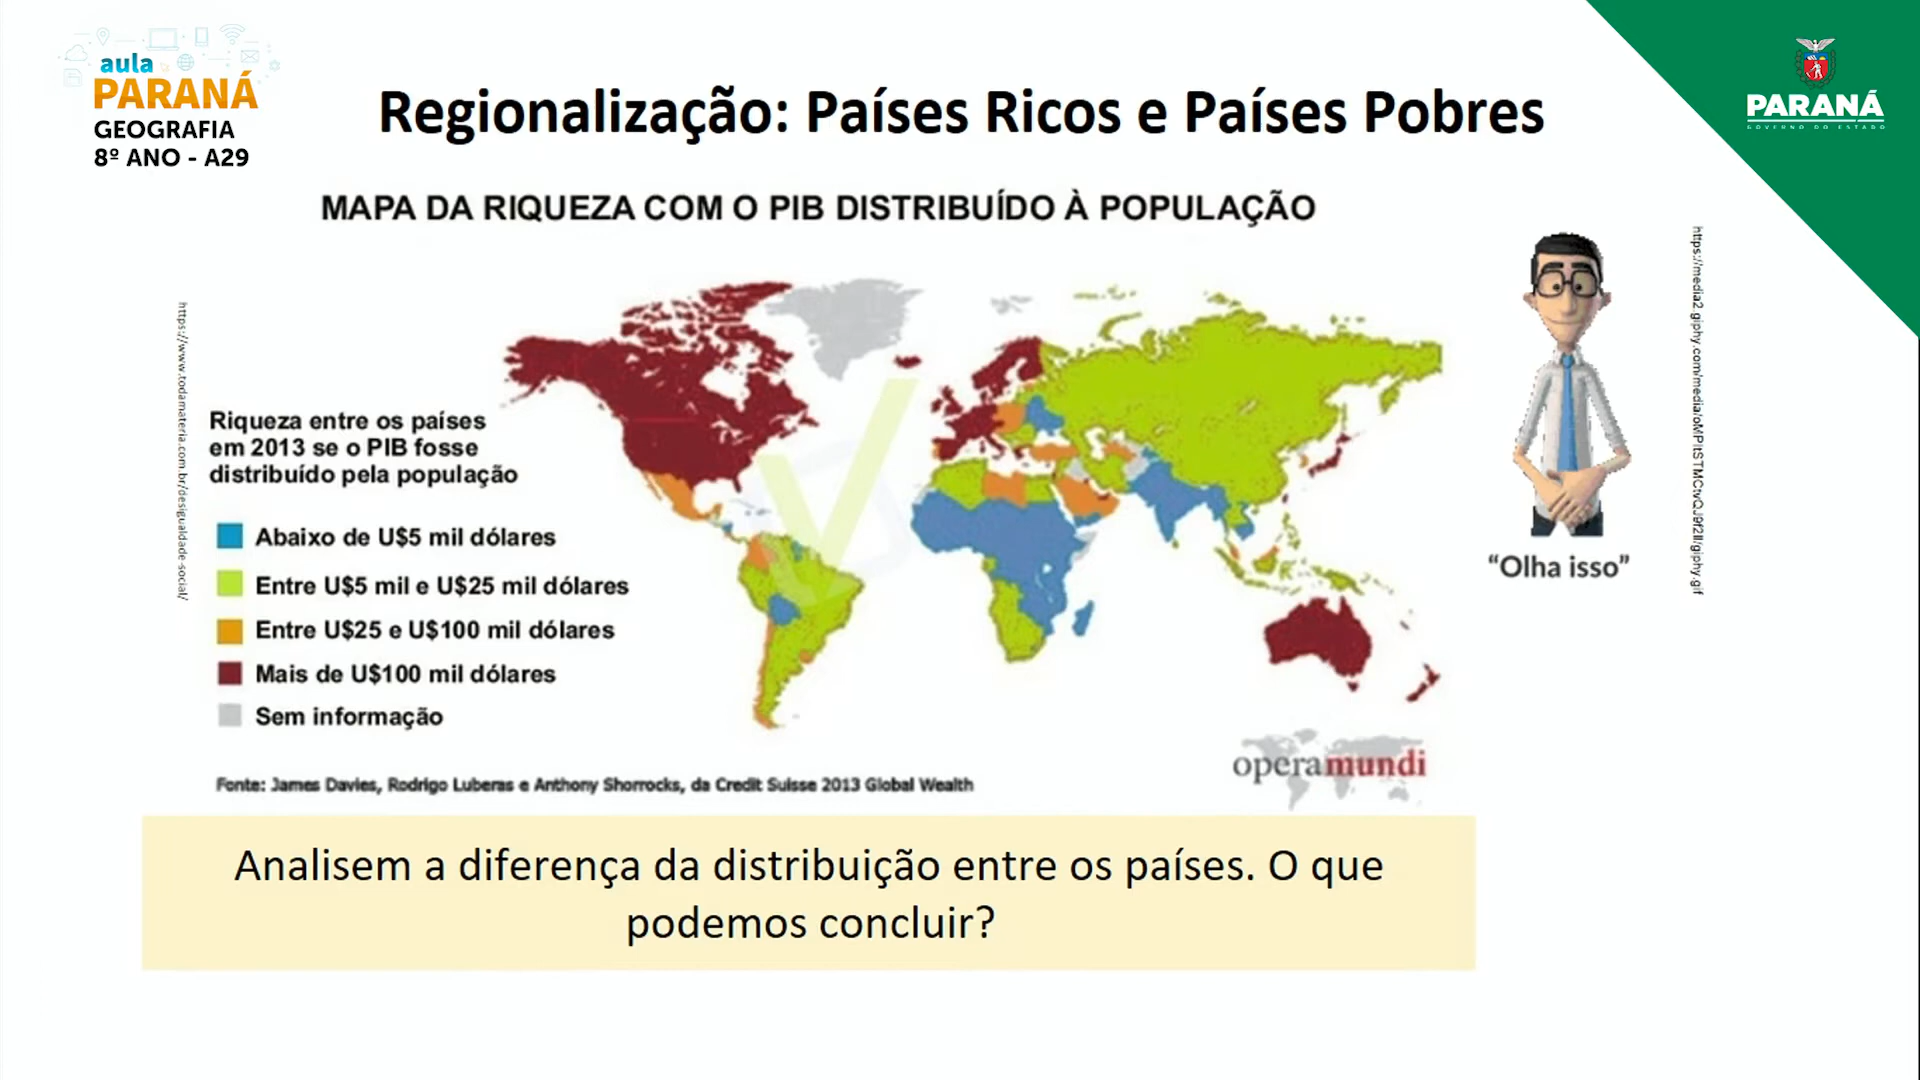 aula
PARANÁ
GEOGRAFIA
8º ANO - A29
Regionalização: Países Ricos e Países Pobres
PARANÁ
GOVERNO DO ESTADO
MAPA DA RIQUEZA COM O PIB DISTRIBUÍDO À POPULAÇÃO
https://www.todamateria.com.br/desigualdade-social/
Riqueza entre os países
em 2013 se o PIB fosse
distribuído pela população
Abaixo de U$5 mil dólares
Entre U$5 mil e U$25 mil dólares
Entre U$25 e U$100 mil dólares
Mais de U$100 mil dólares
Sem informação
Fonte: James Davies, Rodrigo Luberas e Anthony Shorrocks, da Credit Suisse 2013 Global Wealth
operamundi
“Olha isso”
Analisem a diferença da distribuição entre os países. O que
podemos concluir?